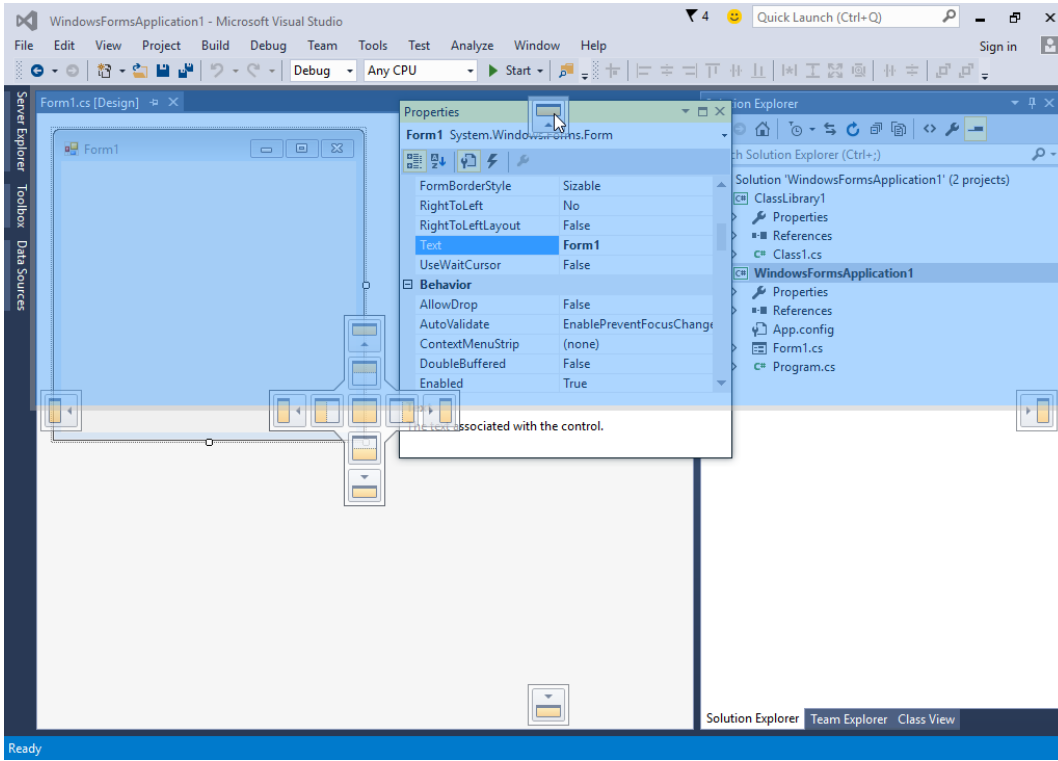 WindowsFormsApplication1 - Microsoft Visual Studio
4
Quick Launch (Ctrl+Q)
File Edit View Project Build Debug Team Tools Test Analyze Window Help
Sign in
Debug Any CPU Start
Server Explorer
Toolbox
Data Sources
Form1.cs [Design]
Form1
Properties
Form1 System.Windows.Forms.Form
FormBorderStyle Sizable
RightToLeft No
RightToLeftLayout False
Text Form1
UseWaitCursor False
Behavior
AllowDrop False
AutoValidate EnablePreventFocusChange
ContextMenuStrip (none)
DoubleBuffered False
Enabled True
Text
The text associated with the control.
ion Explorer
ch Solution Explorer (Ctrl+;)
Solution 'WindowsFormsApplication1' (2 projects)
C# ClassLibrary1
Properties
References
C# Class1.cs
C# WindowsFormsApplication1
Properties
References
App.config
Form1.cs
C# Program.cs
Solution Explorer Team Explorer Class View
Ready